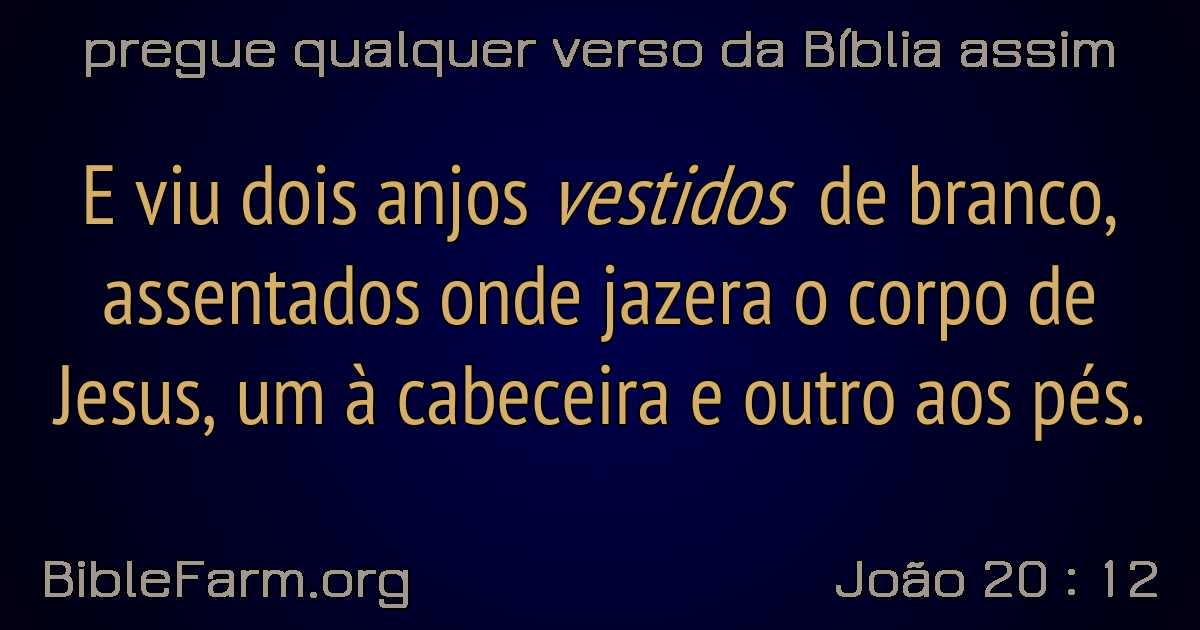 pregue qualquer verso da Bíblia assim
E viu dois anjos vestidos de branco,
assentados onde jazera o corpo de
Jesus, um à cabeceira e outro aos pés.
BibleFarm.org
João 20 : 12